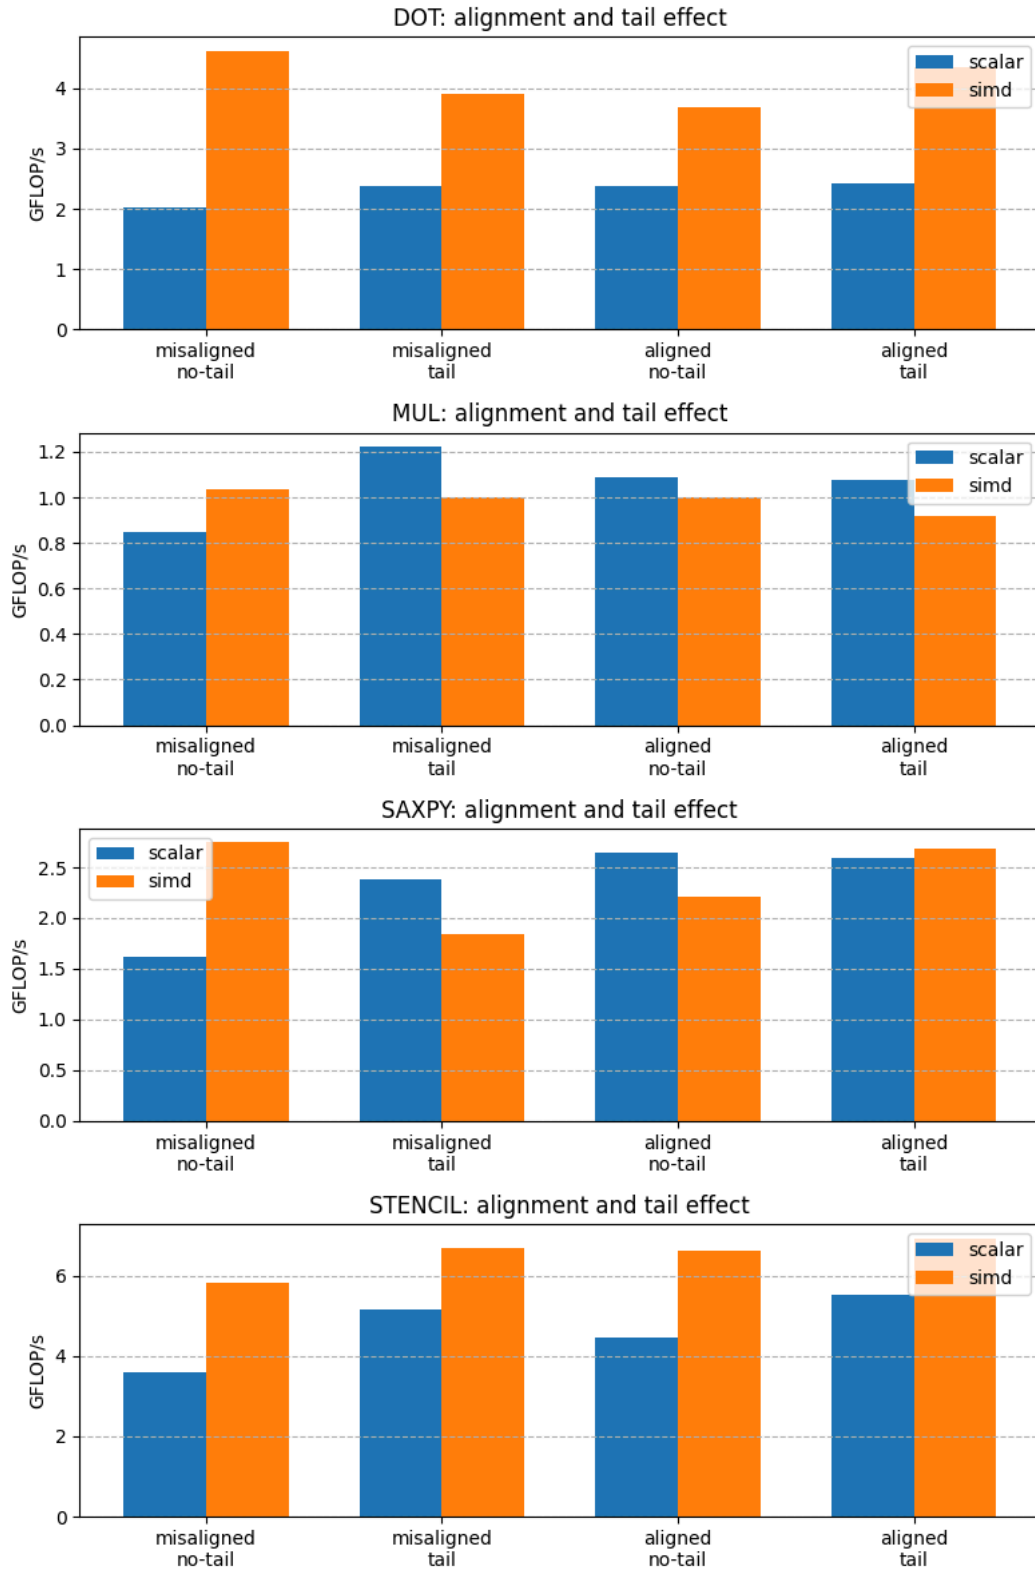 DOT: alignment and tail effect
GFLOP/s
4
3
2
1
0
scalar
simd
misaligned
no-tail
misaligned
tail
aligned
no-tail
aligned
tail
MUL: alignment and tail effect
GFLOP/s
1.2
1.0
0.8
0.6
0.4
0.2
0.0
scalar
simd
misaligned
no-tail
misaligned
tail
aligned
no-tail
aligned
tail
SAXPY: alignment and tail effect
GFLOP/s
2.5
2.0
1.5
1.0
0.5
0.0
scalar
simd
misaligned
no-tail
misaligned
tail
aligned
no-tail
aligned
tail
STENCIL: alignment and tail effect
GFLOP/s
6
4
2
0
scalar
simd
misaligned
no-tail
misaligned
tail
aligned
no-tail
aligned
tail